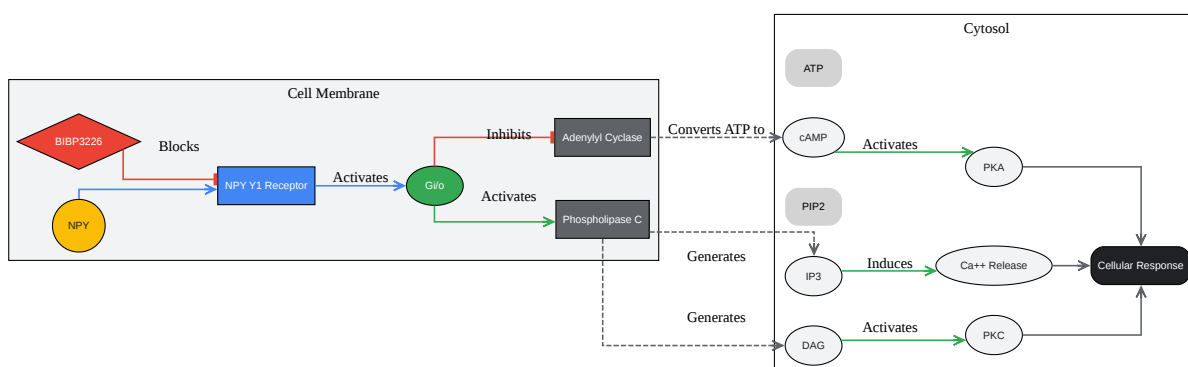 Cytosol
ATP
Cell Membrane
BIBP3226
Blocks
Inhibits
Adenylyl Cyclase
Converts ATP to
cAMP
Activates
PKA
NPY Y1 Receptor
Activates
Gi/o
Activates
PIP2
NPY
Phospholipase C
Generates
IP3
Induces
Ca++ Release
Cellular Response
Generates
DAG
Activates
PKC